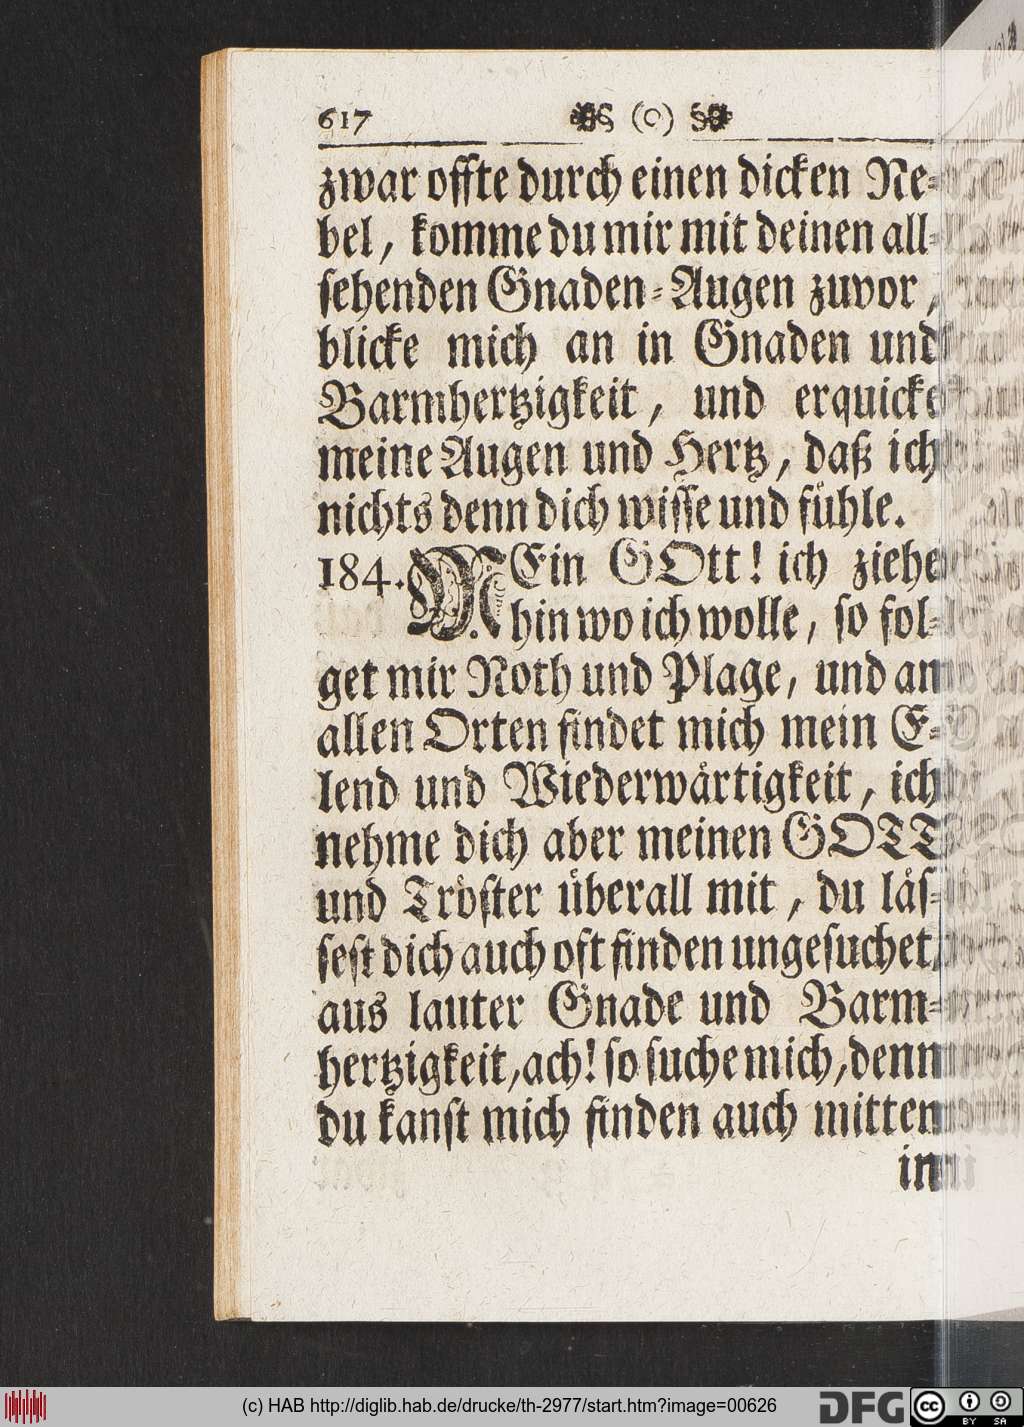 617 (o)
zwar offte durch einen dicken Ne-
bel, komme du mir mit deinen all-
sehenden Gnaden-Augen zuvor,
blicke mich an in Gnaden und
Barmhertzigkeit, und erquicke
meine Augen und Hertz, daß ich
nichts denn dich wisse und fühle.
184. MEin GOtt! ich ziehe
hin wo ich wolle, so fol-
get mir Noth und Plage, und an
allen Orten findet mich mein E-
lend und Wiederwärtigkeit, ich
nehme dich aber meinen GOTT
und Tröster überall mit, du läs-
sest dich auch oft finden ungesuchet,
aus lauter Gnade und Barm-
hertzigkeit, ach! so suche mich, denn
du kanst mich finden auch mitten
in
(c) HAB http://diglib.hab.de/drucke/th-2977/start.htm?image=00626
DFG
cc BY SA